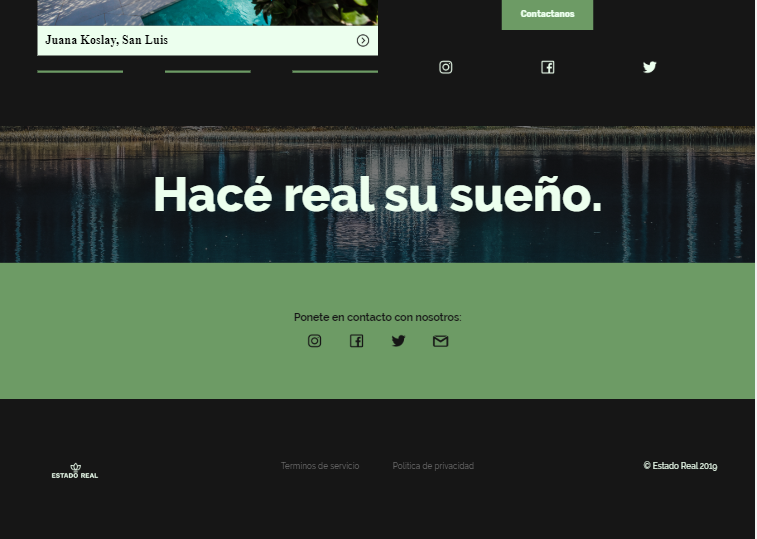 Contactanos
Juana Koslay, San Luis
Hacé real su sueño.
Ponete en contacto con nosotros:
ESTADO REAL
Terminos de servicio
Política de privacidad
© Estado Real 2019